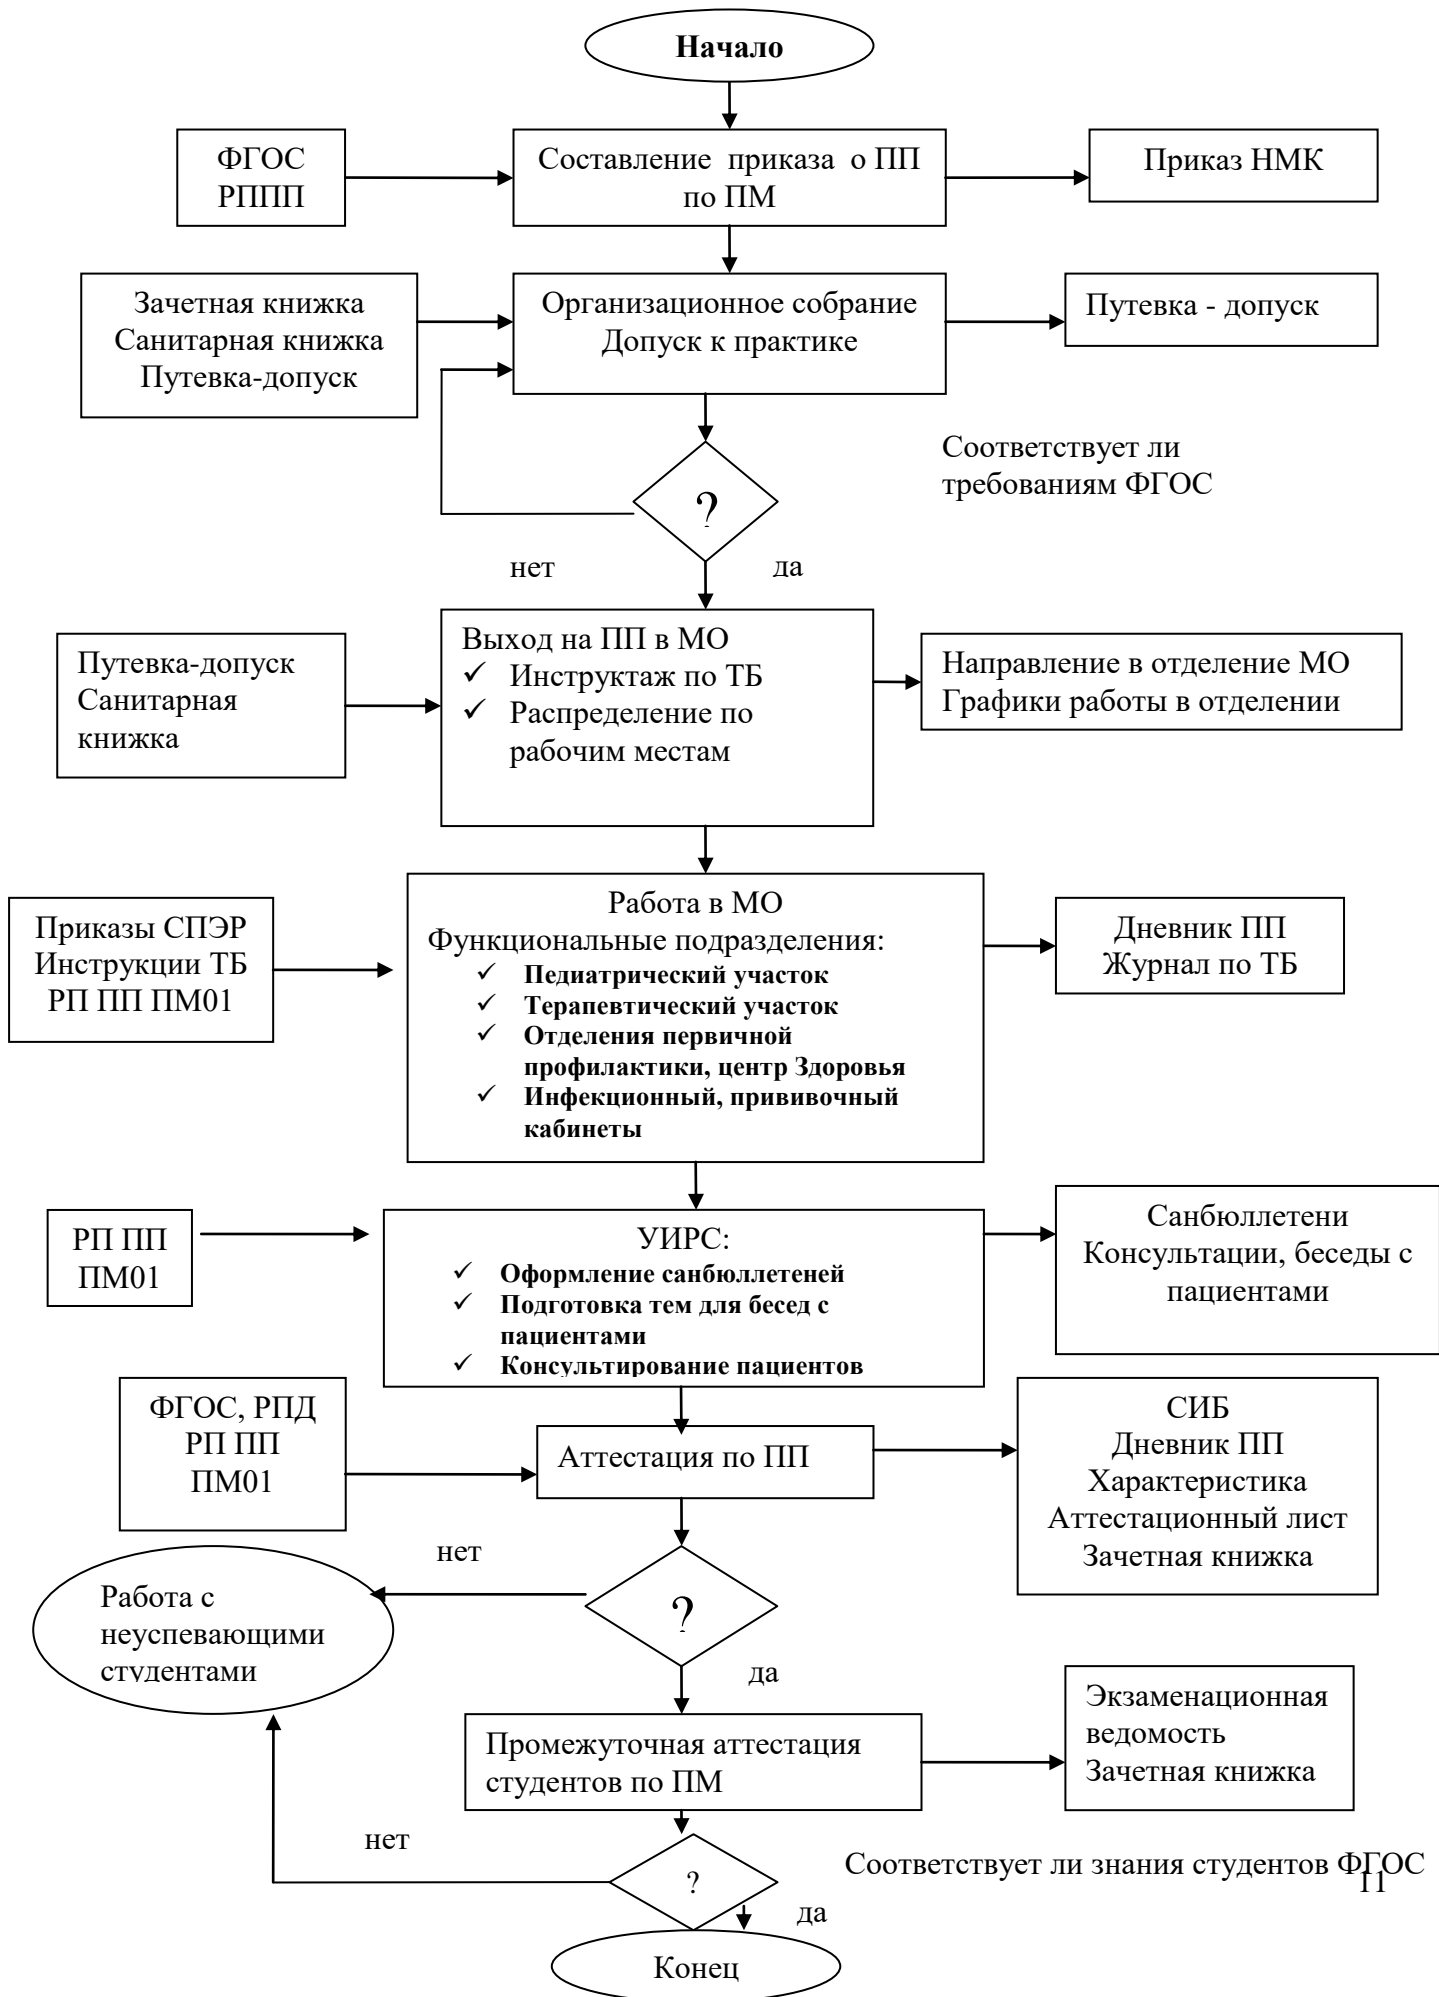 Начало
ФГОС
РППП
Составление приказа о ПП
по ПМ
Приказ НМК
Зачетная книжка
Санитарная книжка
Путевка-допуск
Организационное собрание
Допуск к практике
Путевка - допуск
Соответствует ли
требованиям ФГОС
?
нет
да
Путевка-допуск
Санитарная
книжка
Выход на ПП в МО
✓ Инструктаж по ТБ
✓ Распределение по
рабочим местам
Направление в отделение МО
Графики работы в отделении
Приказы СПЭР
Инструкции ТБ
РП ПП ПМ01
Работа в МО
Функциональные подразделения:
✓ Педиатрический участок
✓ Терапевтический участок
✓ Отделения первичной
профилактики, центр Здоровья
✓ Инфекционный, прививочный
кабинеты
Дневник ПП
Журнал по ТБ
РП ПП
ПМ01
УИРС:
✓ Оформление санбюллетеней
✓ Подготовка тем для бесед с
пациентами
✓ Консультирование пациентов
Санбюллетени
Консультации, беседы с
пациентами
ФГОС, РПД
РП ПП
ПМ01
Аттестация по ПП
СИБ
Дневник ПП
Характеристика
Аттестационный лист
Зачетная книжка
нет
?
да
Работа с
неуспевающими
студентами
Промежуточная аттестация
студентов по ПМ
Экзаменационная
ведомость
Зачетная книжка
нет
?
Соответствует ли знания студентов ФГОС
11
да
Конец